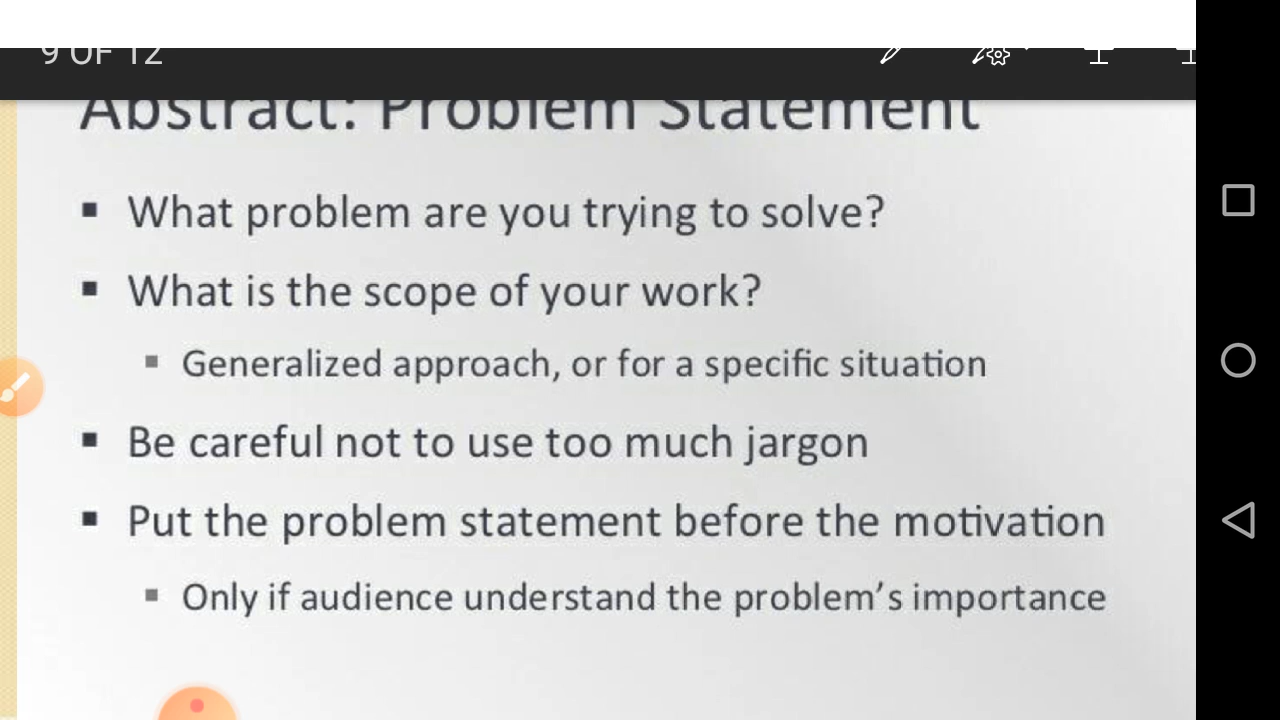 9 OF 12
Abstract: Problem Statement
▪ What problem are you trying to solve?
▪ What is the scope of your work?
▪ Generalized approach, or for a specific situation
▪ Be careful not to use too much jargon
▪ Put the problem statement before the motivation
▪ Only if audience understand the problem's importance